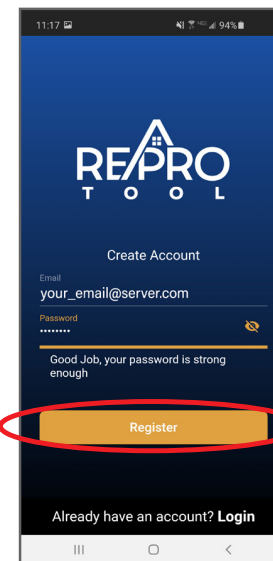 11:17 94%
RE/PRO
TOOL
Create Account
Email
your_email@server.com
Password
••••••••
Good Job, your password is strong
enough
Register
Already have an account? Login